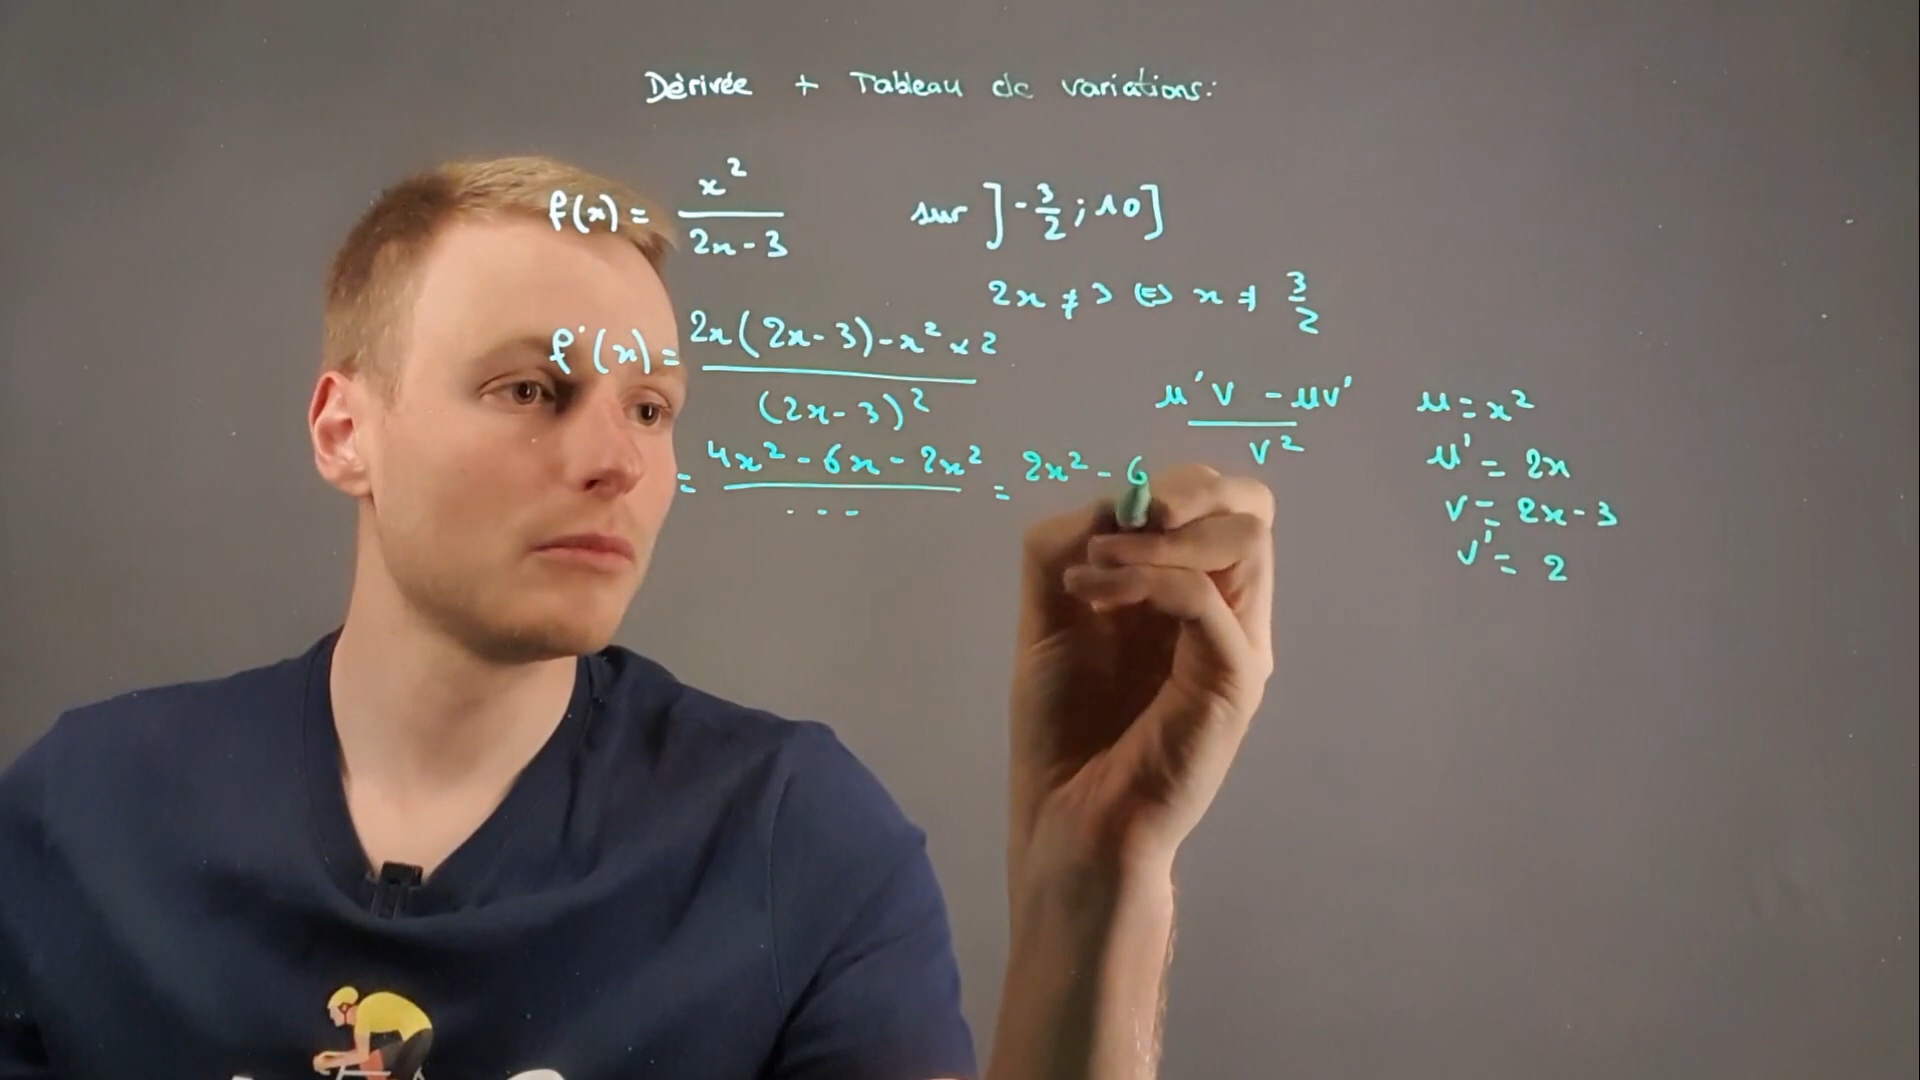 Dérivée + Tableau de variations:
f(x) = x² / (2x-3) sur ]-3/2 ; 10]
2x ≠ 3 ⇔ x ≠ 3/2
f'(x) = 2x(2x-3)-x²×2 / (2x-3)²
u'v - uv' / v²
u = x²
u' = 2x
v = 2x-3
v' = 2
= 4x² - 6x - 2x² / ... = 2x² - 6